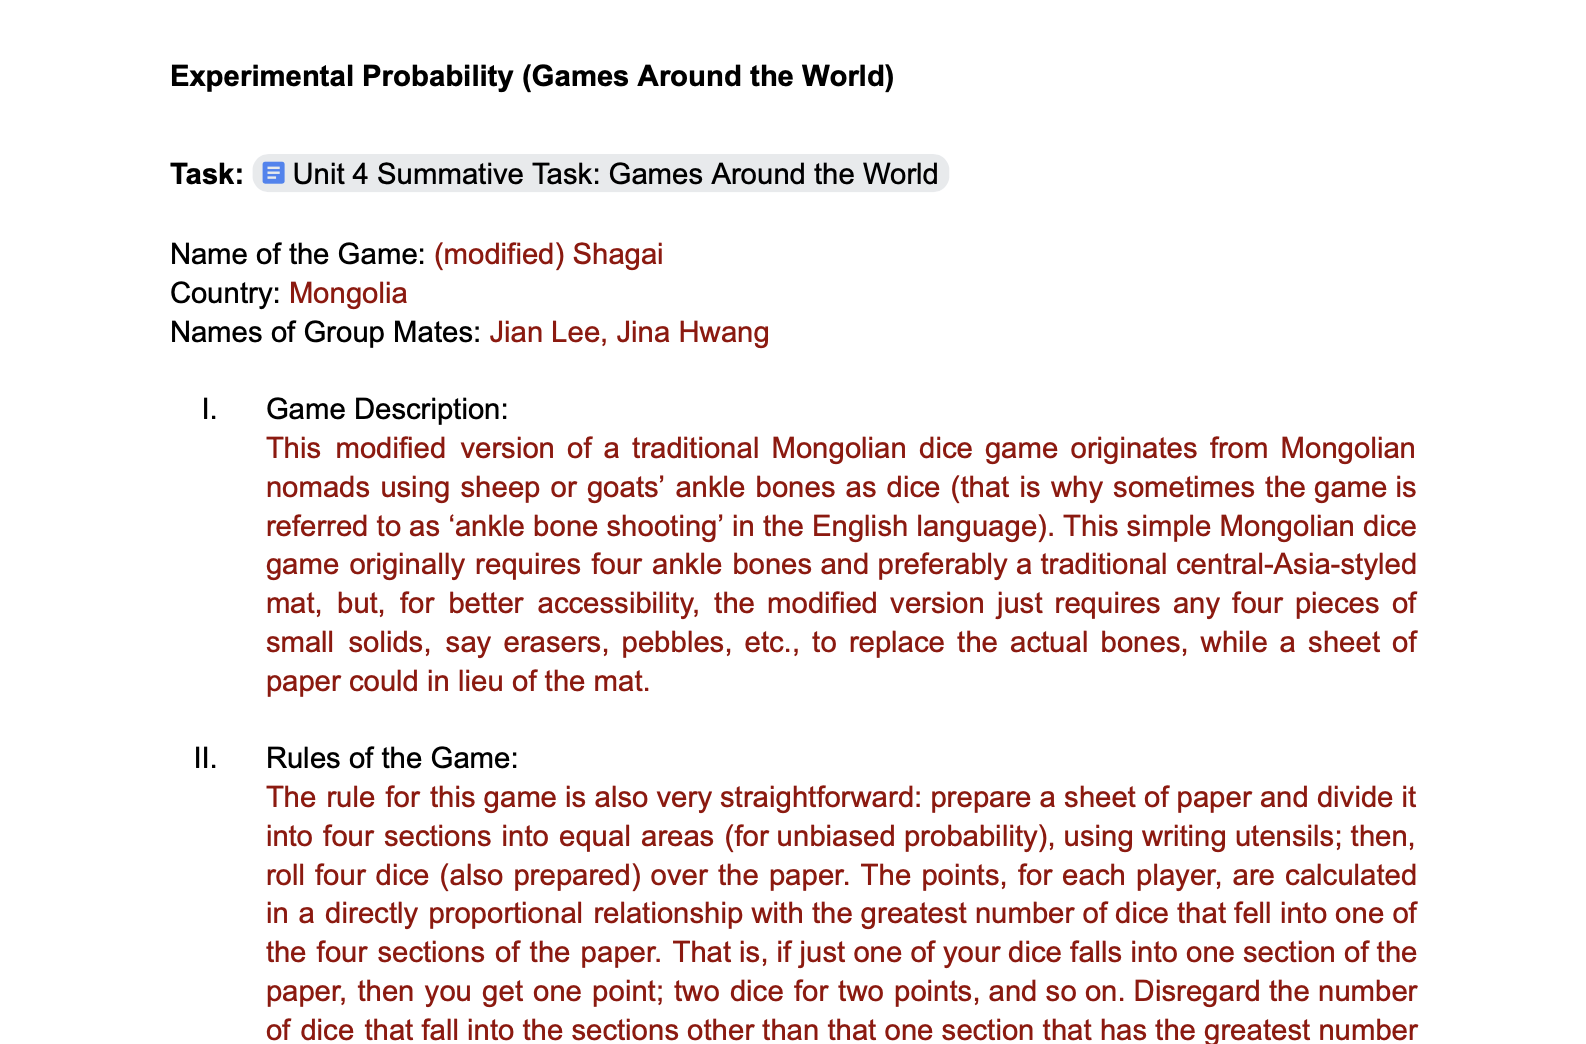 Experimental Probability (Games Around the World)
Task: Unit 4 Summative Task: Games Around the World
Name of the Game: (modified) Shagai
Country: Mongolia
Names of Group Mates: Jian Lee, Jina Hwang
I. Game Description:
This modified version of a traditional Mongolian dice game originates from Mongolian
nomads using sheep or goats’ ankle bones as dice (that is why sometimes the game is
referred to as ‘ankle bone shooting’ in the English language). This simple Mongolian dice
game originally requires four ankle bones and preferably a traditional central-Asia-styled
mat, but, for better accessibility, the modified version just requires any four pieces of
small solids, say erasers, pebbles, etc., to replace the actual bones, while a sheet of
paper could in lieu of the mat.
II. Rules of the Game:
The rule for this game is also very straightforward: prepare a sheet of paper and divide it
into four sections into equal areas (for unbiased probability), using writing utensils; then,
roll four dice (also prepared) over the paper. The points, for each player, are calculated
in a directly proportional relationship with the greatest number of dice that fell into one of
the four sections of the paper. That is, if just one of your dice falls into one section of the
paper, then you get one point; two dice for two points, and so on. Disregard the number
of dice that fall into the sections other than that one section that has the greatest number